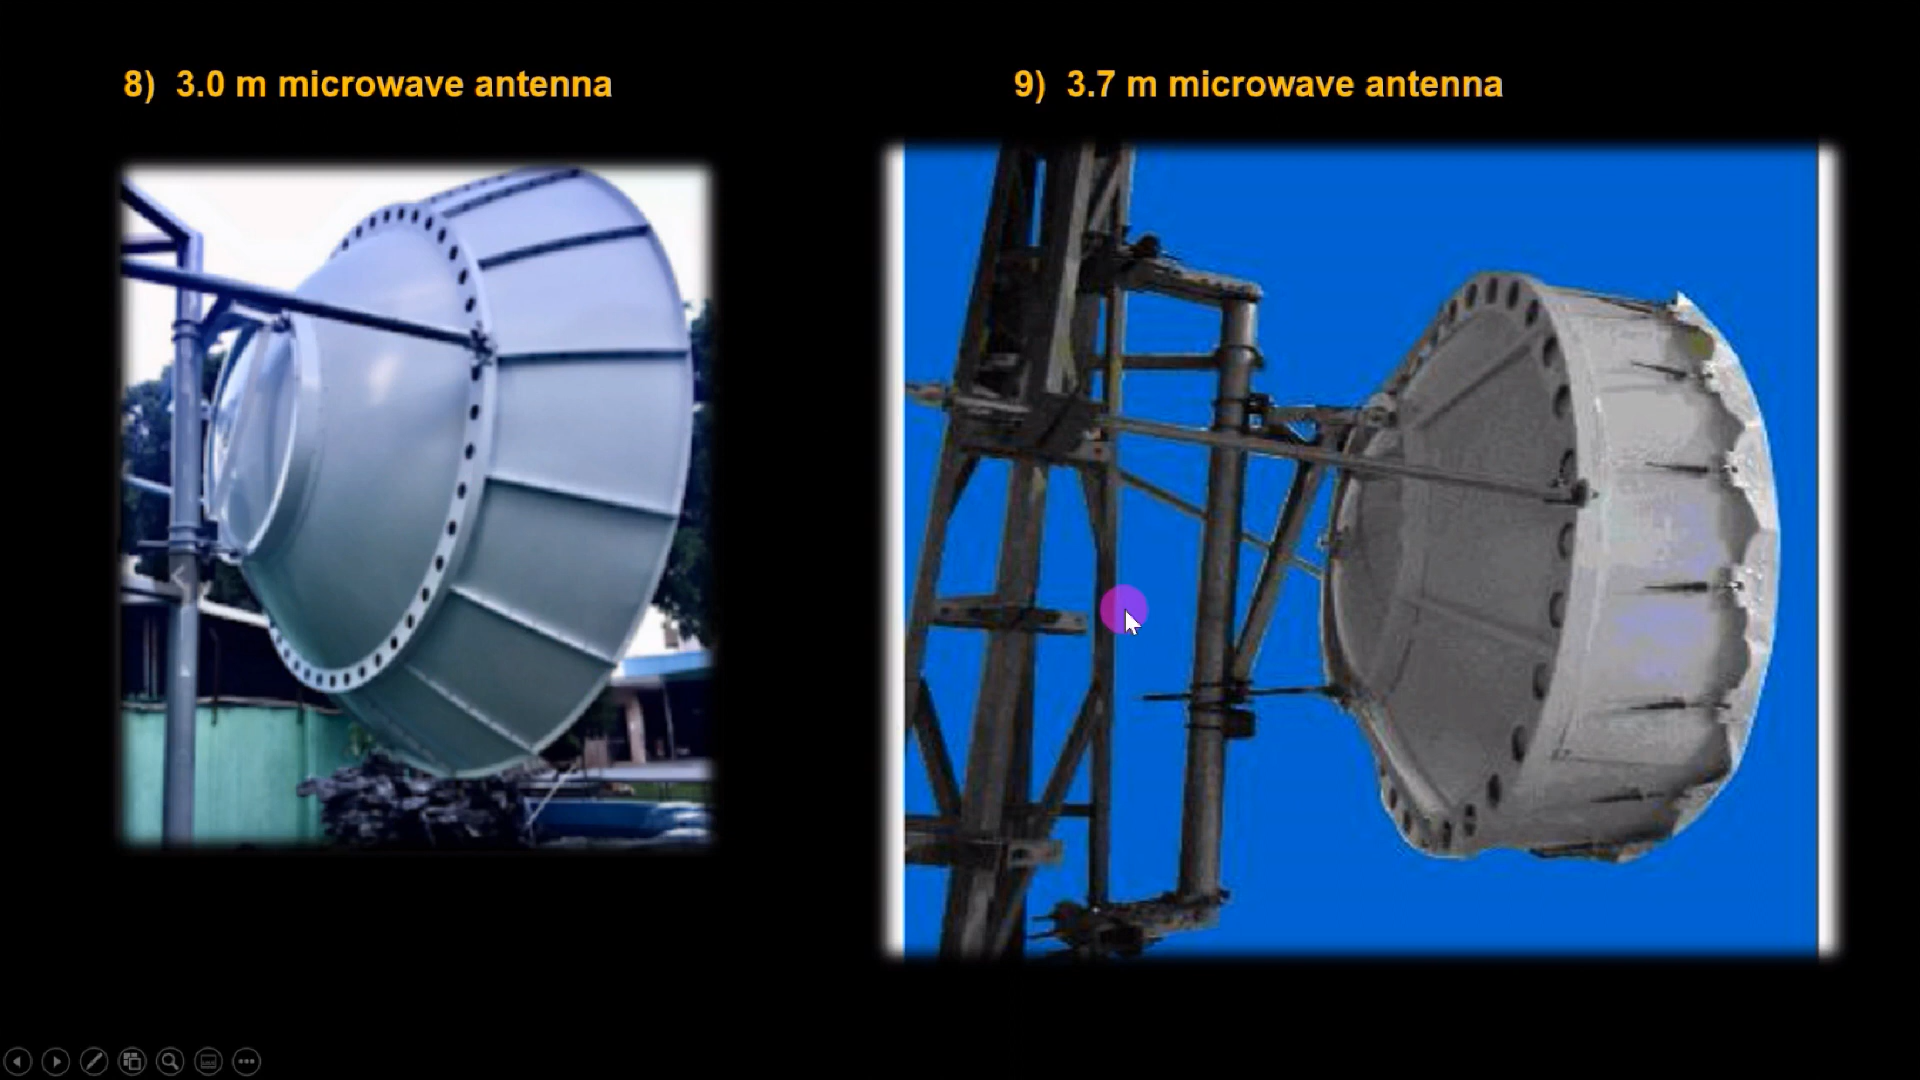 8) 3.0 m microwave antenna
9) 3.7 m microwave antenna